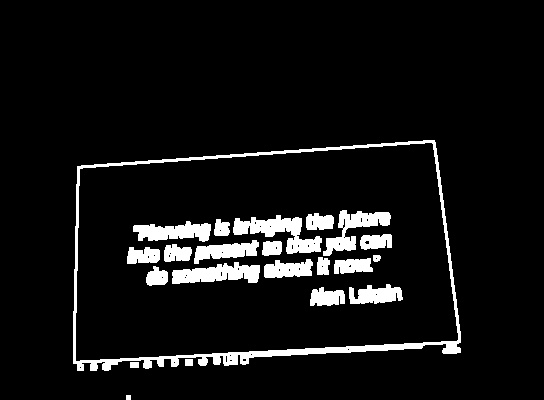 "Planning is bringing the future
into the present so that you can
do something about it now."
Alan Lakein